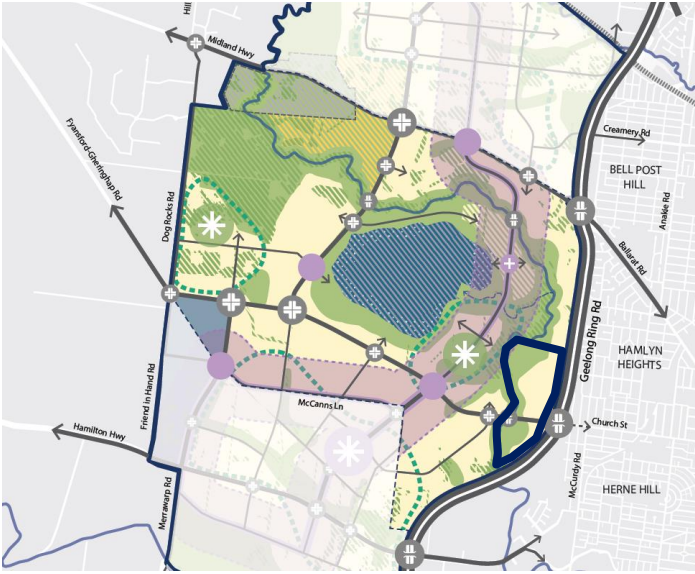 Hill
Midland Hwy
Fyansford-Gheringhap Rd
Creamery Rd
BELL POST
HILL
Anakie Rd
Dog Rocks Rd
Ballarat Rd
Geelong Ring Rd
HAMLYN
HEIGHTS
Friend in Hand Rd
McCanns Ln
Church St
Hamilton Hwy
McCurdy Rd
Merrawarp Rd
HERNE HILL